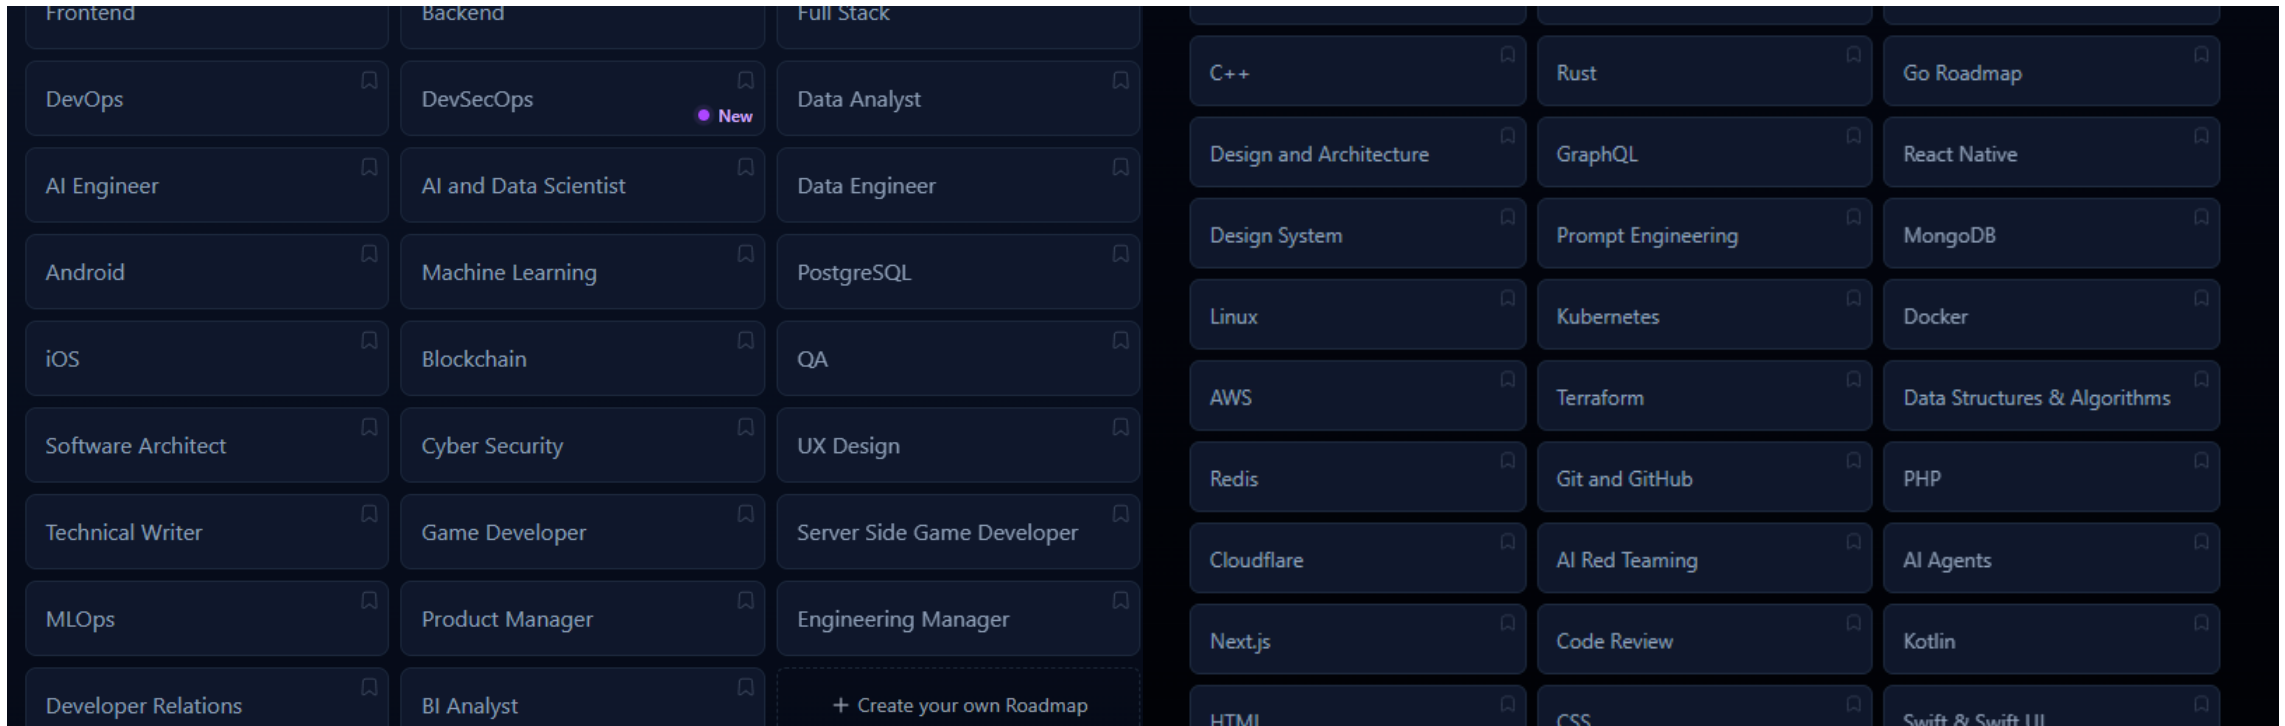 Frontend
Backend
Full Stack
DevOps
DevSecOps
New
Data Analyst
AI Engineer
AI and Data Scientist
Data Engineer
Android
Machine Learning
PostgreSQL
iOS
Blockchain
QA
Software Architect
Cyber Security
UX Design
Technical Writer
Game Developer
Server Side Game Developer
MLOps
Product Manager
Engineering Manager
Developer Relations
BI Analyst
+ Create your own Roadmap
C++
Rust
Go Roadmap
Design and Architecture
GraphQL
React Native
Design System
Prompt Engineering
MongoDB
Linux
Kubernetes
Docker
AWS
Terraform
Data Structures & Algorithms
Redis
Git and GitHub
PHP
Cloudflare
AI Red Teaming
AI Agents
Next.js
Code Review
Kotlin
HTML
CSS
Swift & Swift UI